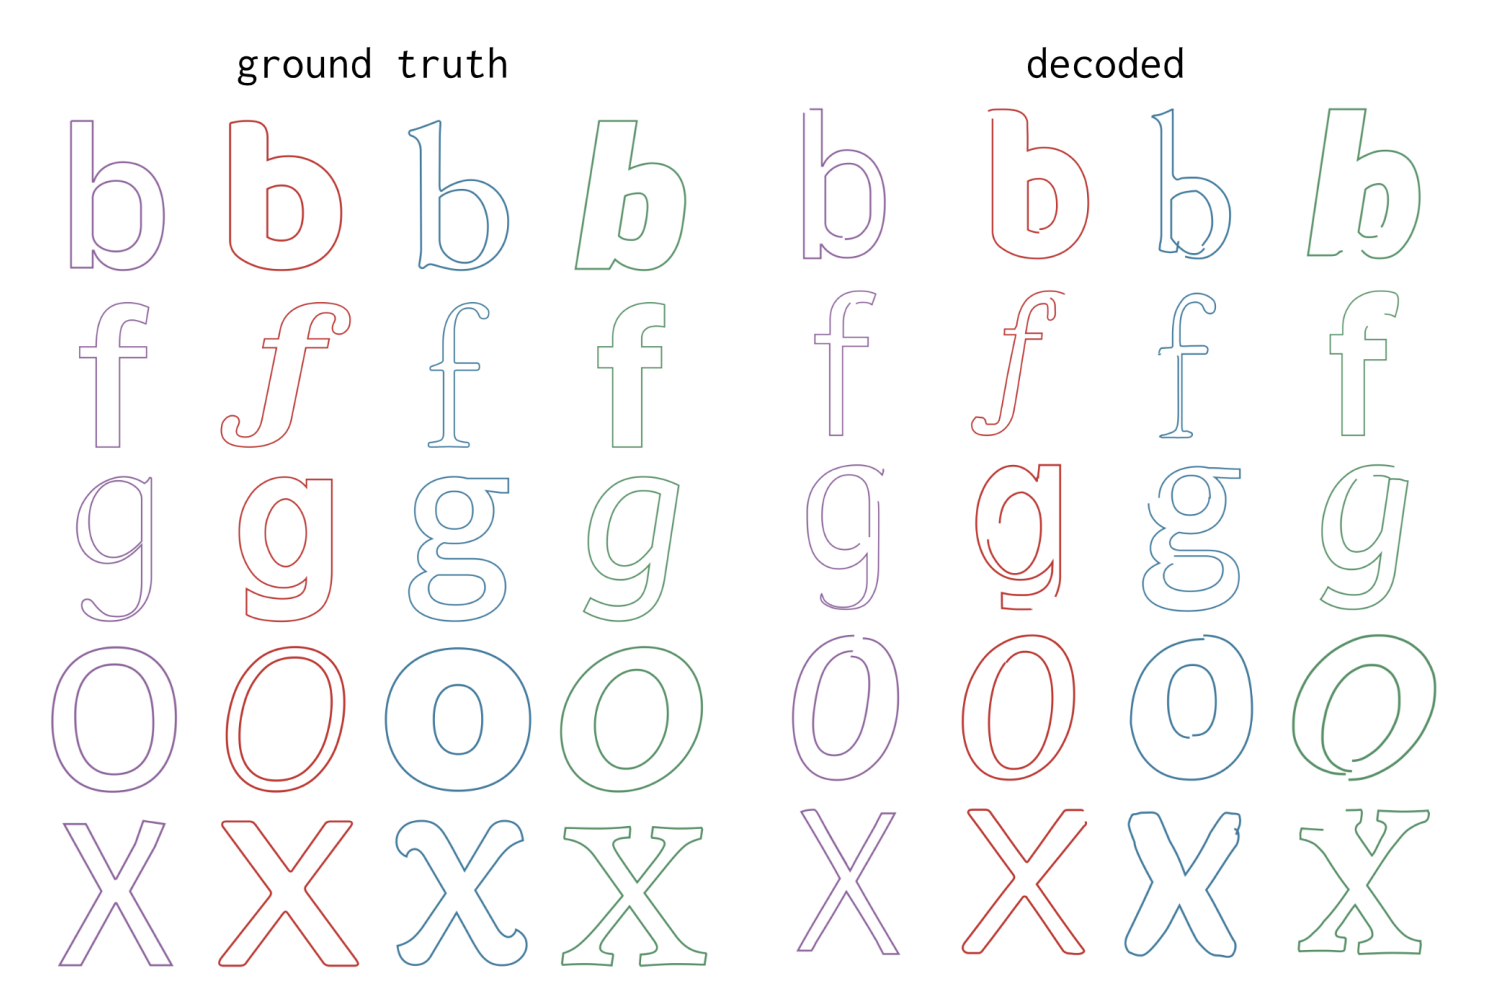 ground truth decoded
b b b b b b b b
f f f f f f f f
g g g g g g g g
o o o o o o o o
x x x x x x x x